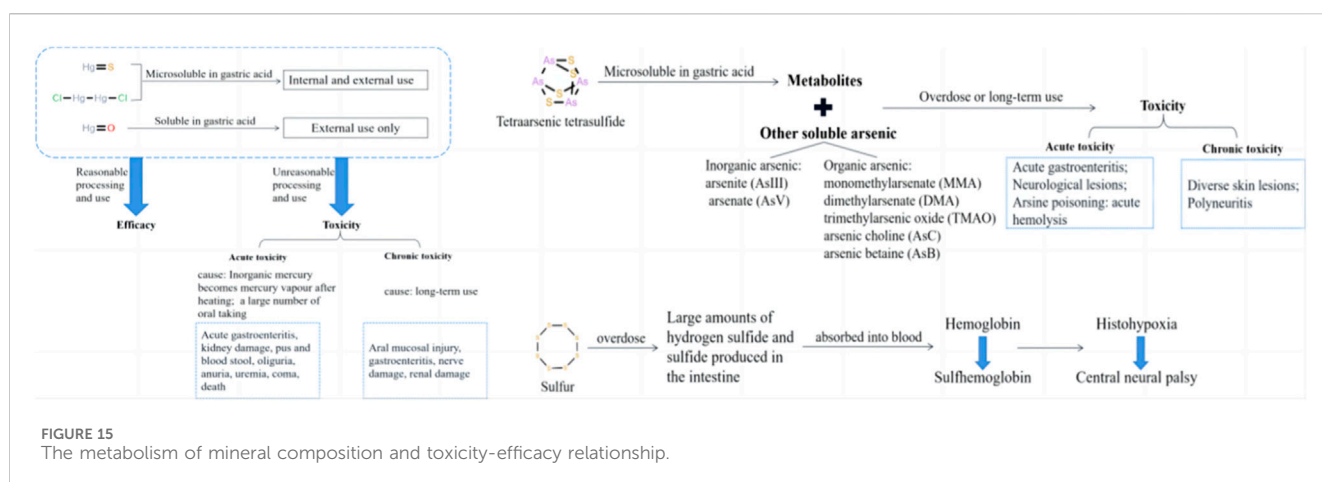 Hg=S
Cl-Hg-Hg-Cl
Microsoluble in gastric acid
Internal and external use
Hg=O
Soluble in gastric acid
External use only
Reasonable
processing
and use
Efficacy
Unreasonable
processing
and use
Toxicity
Acute toxicity
cause: Inorganic mercury
becomes mercury vapour after
heating; a large number of
oral taking
Acute gastroenteritis,
kidney damage, pus and
blood stool, oliguria,
anuria, uremia, coma,
death
Chronic toxicity
cause: long-term use
Aral mucosal injury,
gastroenteritis, nerve
damage, renal damage
As S
S
As As
S
S As
Tetraarsenic tetrasulfide
Microsoluble in gastric acid
Metabolites
+
Other soluble arsenic
Inorganic arsenic:
arsenite (AsIII)
arsenate (AsV)
Organic arsenic:
monomethylarsenate (MMA)
dimethylarsenate (DMA)
trimethylarsenic oxide (TMAO)
arsenic choline (AsC)
arsenic betaine (AsB)
Overdose or long-term use
Toxicity
Acute toxicity
Acute gastroenteritis;
Neurological lesions;
Arsine poisoning: acute
hemolysis
Chronic toxicity
Diverse skin lesions;
Polyneuritis
S S
S S
S S
S S
Sulfur
overdose
Large amounts of
hydrogen sulfide and
sulfide produced in
the intestine
absorbed into blood
Hemoglobin
Sulfhemoglobin
Histohypoxia
Central neural palsy
FIGURE 15
The metabolism of mineral composition and toxicity-efficacy relationship.